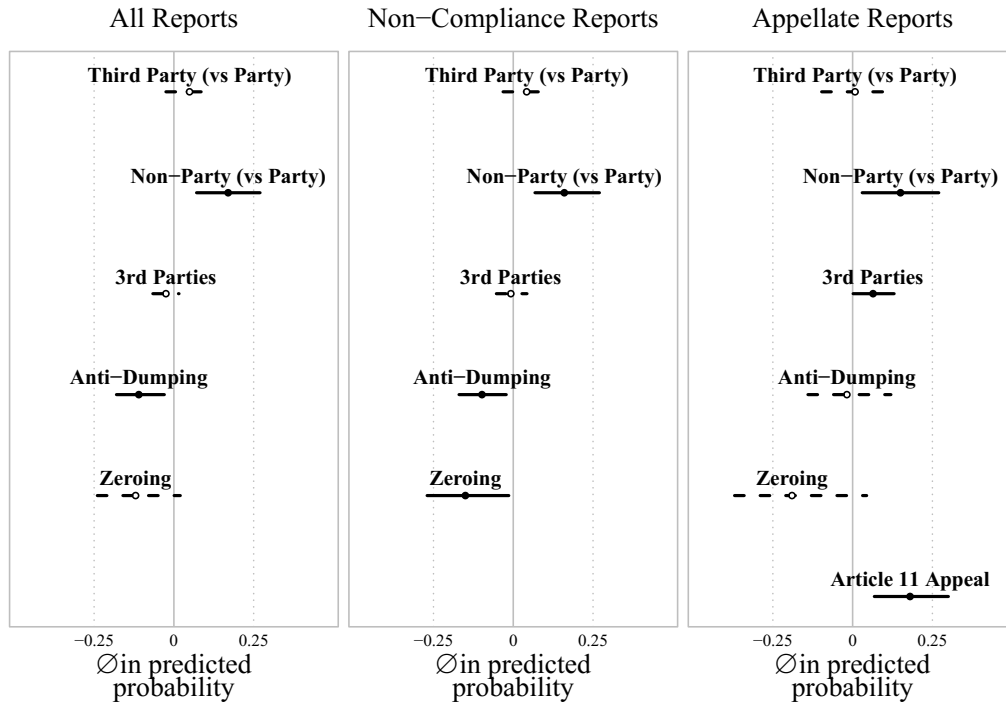 All Reports
Third Party (vs Party)
Non−Party (vs Party)
3rd Parties
Anti−Dumping
Zeroing
−0.25 0 0.25
∅ in predicted
probability
Non−Compliance Reports
Third Party (vs Party)
Non−Party (vs Party)
3rd Parties
Anti−Dumping
Zeroing
−0.25 0 0.25
∅ in predicted
probability
Appellate Reports
Third Party (vs Party)
Non−Party (vs Party)
3rd Parties
Anti−Dumping
Zeroing
Article 11 Appeal
−0.25 0 0.25
∅ in predicted
probability